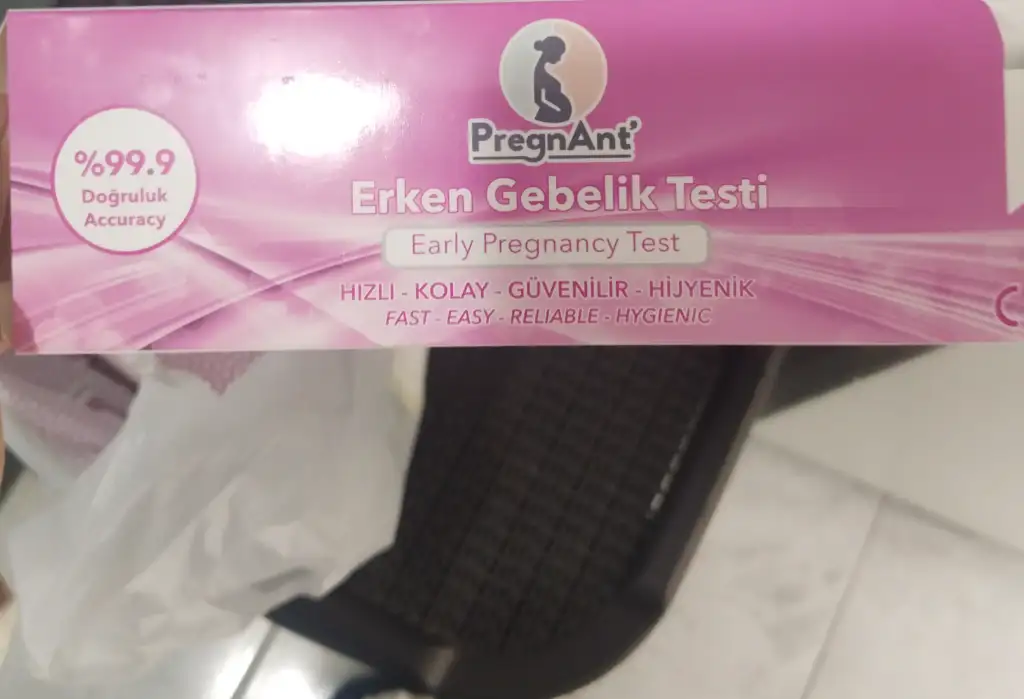 PregnAnt'
%99.9
Doğruluk
Accuracy
Erken Gebelik Testi
Early Pregnancy Test
HIZLI - KOLAY - GÜVENİLİR - HİJYENİK
FAST - EASY - RELIABLE - HYGIENIC